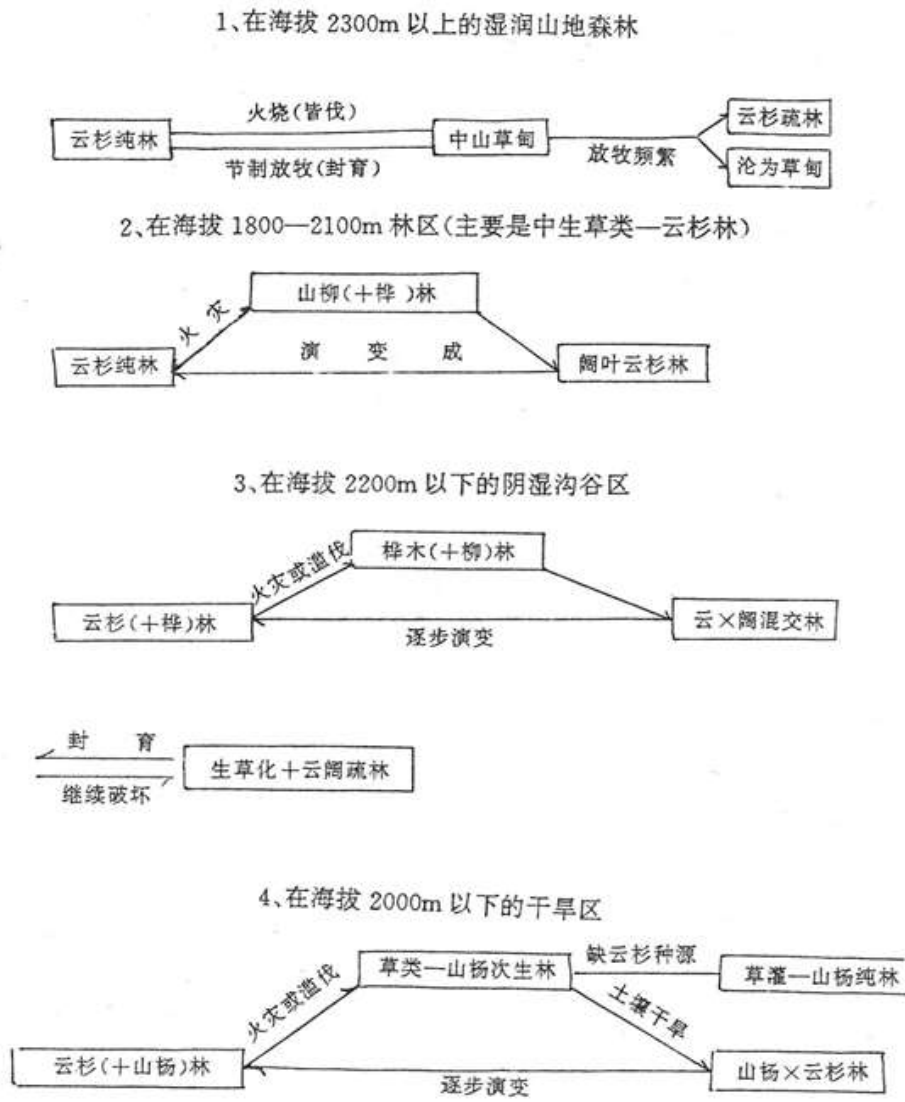 1、在海拔2300m以上的湿润山地森林
火烧(皆伐)
云杉纯林
中山草甸
云杉疏林
节制放牧(封育)
放牧频繁
沦为草甸
2、在海拔1800—2100m林区(主要是中生草类—云杉林)
山柳(+桦)林
火灾
云杉纯林
演变成
阔叶云杉林
3、在海拔2200m以下的阴湿沟谷区
桦木(+柳)林
火灾或滥伐
云杉(+桦)林
逐步演变
云×阔混交林
封育
生草化+云阔疏林
继续破坏
4、在海拔2000m以下的干旱区
草类—山杨次生林
缺云杉种源
草灌—山杨纯林
火灾或滥伐
土壤干旱
云杉(+山杨)林
逐步演变
山杨×云杉林